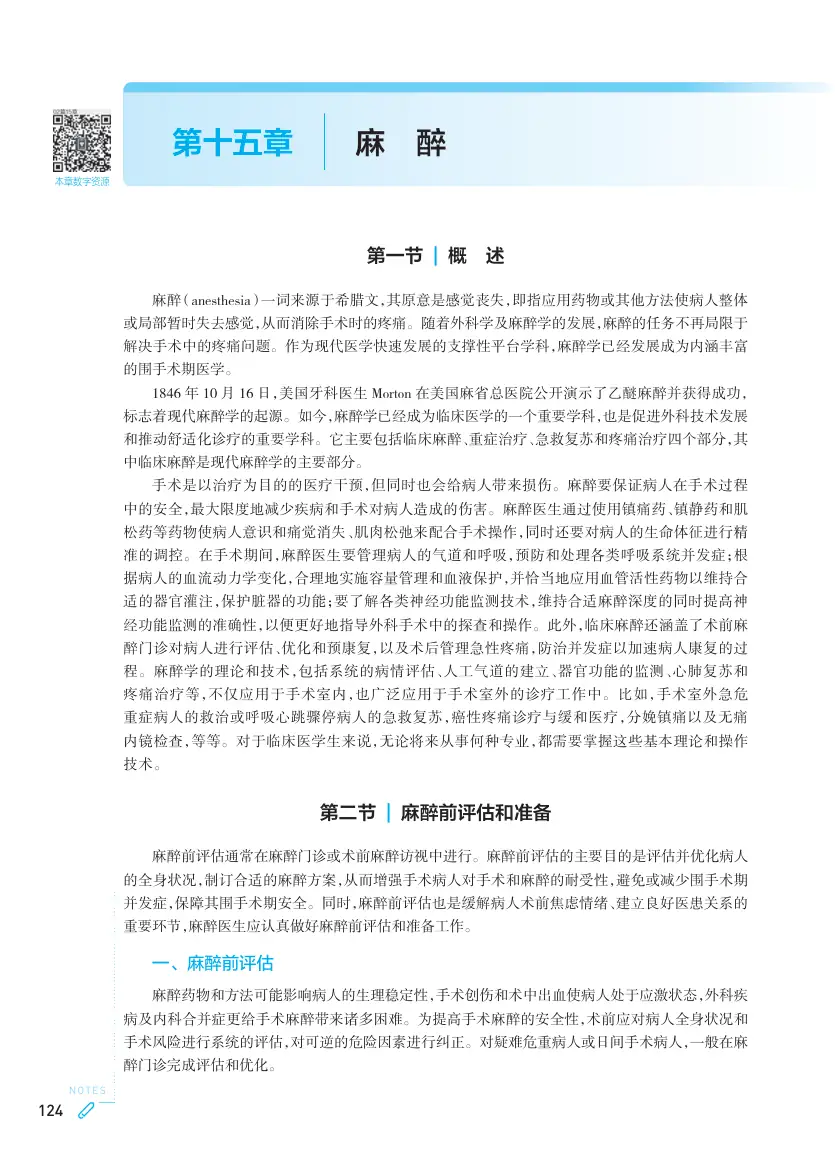 第十五章 麻 醉
本章数字资源
第一节 | 概 述
麻醉（anesthesia）一词来源于希腊文，其原意是感觉丧失，即指应用药物或其他方法使病人整体
或局部暂时失去感觉，从而消除手术时的疼痛。随着外科学及麻醉学的发展，麻醉的任务不再局限于
解决手术中的疼痛问题。作为现代医学快速发展的支撑性平台学科，麻醉学已经发展成为内涵丰富
的围手术期医学。
1846 年 10 月 16 日，美国牙科医生 Morton 在美国麻省总医院公开演示了乙醚麻醉并获得成功，
标志着现代麻醉学的起源。如今，麻醉学已经成为临床医学的一个重要学科，也是促进外科技术发展
和推动舒适化诊疗的重要学科。它主要包括临床麻醉、重症治疗、急救复苏和疼痛治疗四个部分，其
中临床麻醉是现代麻醉学的主要部分。
手术是以治疗为目的的医疗干预，但同时也会给病人带来损伤。麻醉要保证病人在手术过程
中的安全，最大限度地减少疾病和手术对病人造成的伤害。麻醉医生通过使用镇痛药、镇静药和肌
松药等药物使病人意识和痛觉消失、肌肉松弛来配合手术操作，同时还要对病人的生命体征进行精
准的调控。在手术期间，麻醉医生要管理病人的气道和呼吸，预防和处理各类呼吸系统并发症；根
据病人的血流动力学变化，合理地实施容量管理和血液保护，并恰当地应用血管活性药物以维持合
适的器官灌注，保护脏器的功能；要了解各类神经功能监测技术，维持合适麻醉深度的同时提高神
经功能监测的准确性，以便更好地指导外科手术中的探查和操作。此外，临床麻醉还涵盖了术前麻
醉门诊对病人进行评估、优化和预康复，以及术后管理急性疼痛，防治并发症以加速病人康复的过
程。麻醉学的理论和技术，包括系统的病情评估、人工气道的建立、器官功能的监测、心肺复苏和
疼痛治疗等，不仅应用于手术室内，也广泛应用于手术室外的诊疗工作中。比如，手术室外急危
重症病人的救治或呼吸心跳骤停病人的急救复苏，癌性疼痛诊疗与缓和医疗，分娩镇痛以及无痛
内镜检查，等等。对于临床医学生来说，无论将来从事何种专业，都需要掌握这些基本理论和操作
技术。
第二节 | 麻醉前评估和准备
麻醉前评估通常在麻醉门诊或术前麻醉访视中进行。麻醉前评估的主要目的是评估并优化病人
的全身状况，制订合适的麻醉方案，从而增强手术病人对手术和麻醉的耐受性，避免或减少围手术期
并发症，保障其围手术期安全。同时，麻醉前评估也是缓解病人术前焦虑情绪、建立良好医患关系的
重要环节，麻醉医生应认真做好麻醉前评估和准备工作。
一、麻醉前评估
麻醉药物和方法可能影响病人的生理稳定性，手术创伤和术中出血使病人处于应激状态，外科疾
病及内科合并症更给手术麻醉带来诸多困难。为提高手术麻醉的安全性，术前应对病人全身状况和
手术风险进行系统的评估，对可逆的危险因素进行纠正。对疑难危重病人或日间手术病人，一般在麻
醉门诊完成评估和优化。
NOTES
124